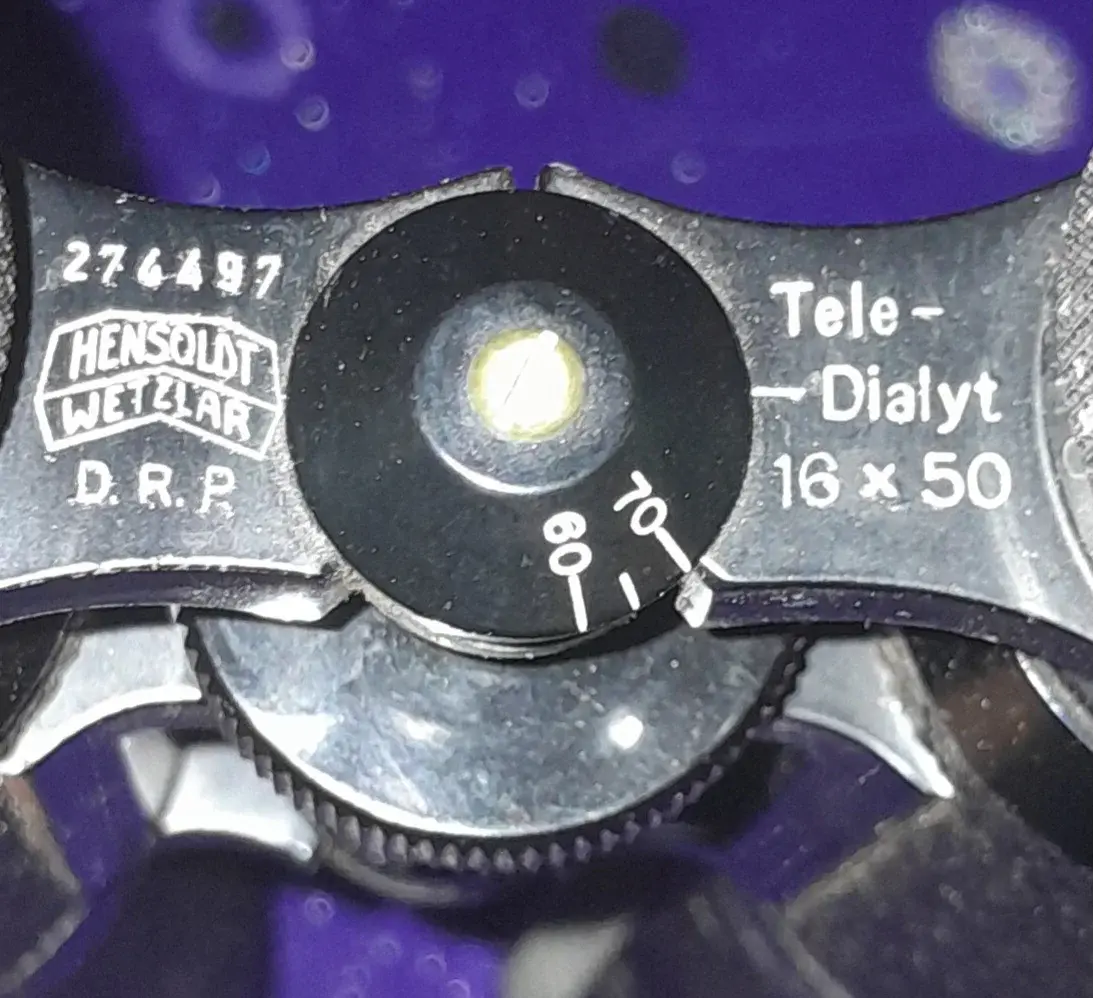 274497
HENSOLDT
WETZLAR
D.R.P.
60
70
Tele-
Dialyt
16 x 50